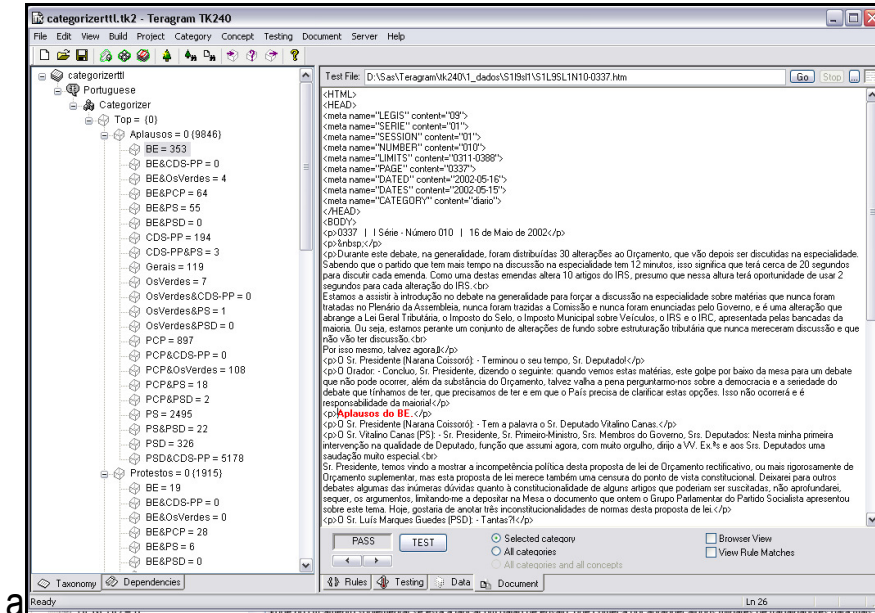 categorizerttl.tk2 - Teragram TK240
File Edit View Build Project Category Concept Testing Document Server Help
categorizerttl
Portuguese
Categorizer
Top = {0}
Aplausos = 0 (9846)
BE = 353
BE&CDS-PP = 0
BE&OsVerdes = 4
BE&PCP = 64
BE&PS = 55
BE&PSD = 0
CDS-PP = 194
CDS-PP&PS = 3
Gerais = 119
OsVerdes = 7
OsVerdes&CDS-PP = 0
OsVerdes&PS = 1
OsVerdes&PSD = 0
PCP = 897
PCP&CDS-PP = 0
PCP&OsVerdes = 108
PCP&PS = 18
PCP&PSD = 2
PS = 2495
PS&PSD = 22
PSD = 326
PSD&CDS-PP = 5178
Protestos = 0 (1915)
BE = 19
BE&CDS-PP = 0
BE&OsVerdes = 0
BE&PCP = 28
BE&PS = 6
BE&PSD = 0
Taxonomy Dependencies
Test File: D:\Sas\Teragram\tk240\1_dados\S1l9sl1\S1L9SL1N10-0337.htm Go Stop ...
<HTML>
<HEAD>
<meta name="LEGIS" content="09">
<meta name="SERIE" content="01">
<meta name="SESSION" content="01">
<meta name="NUMBER" content="010">
<meta name="LIMITS" content="0311-0388">
<meta name="PAGE" content="0337">
<meta name="DATED" content="2002-05-16">
<meta name="DATES" content="2002-05-15">
<meta name="CATEGORY" content="diario">
</HEAD>
<BODY>
<p>0337 | I Série - Número 010 | 16 de Maio de 2002</p>
<p>&nbsp;</p>
<p>Durante este debate, na generalidade, foram distribuídas 30 alterações ao Orçamento, que vão depois ser discutidas na especialidade.
Sabendo que o partido que tem mais tempo na discussão na especialidade tem 12 minutos, isso significa que terá cerca de 20 segundos
para discutir cada emenda. Como uma destas emendas altera 10 artigos do IRS, presumo que nessa altura terá oportunidade de usar 2
segundos para cada alteração do IRS.<br>
Estamos a assistir à introdução no debate na generalidade para forçar a discussão na especialidade sobre matérias que nunca foram
tratadas no Plenário da Assembleia, nunca foram trazidas a Comissão e nunca foram enunciadas pelo Governo, e é uma alteração que
abrange a Lei Geral Tributária, o Imposto do Selo, o Imposto Municipal sobre Veículos, o IRS e o IRC, apresentada pelas bancadas da
maioria. Ou seja, estamos perante um conjunto de alterações de fundo sobre estruturação tributária que nunca mereceram discussão e que
não vão ter discussão.<br>
Por isso mesmo, talvez agora,</p>
<p>O Sr. Presidente (Narana Coissoró): - Terminou o seu tempo, Sr. Deputado!</p>
<p>O Orador: - Concluo, Sr. Presidente, dizendo o seguinte: quando vemos estas matérias, este golpe por baixo da mesa para um debate
que não pode ocorrer, além da substância do Orçamento, talvez valha a pena perguntarmo-nos sobre a democracia e a seriedade do
debate que tínhamos de ter, que precisamos de ter e em que o País precisa de clarificar estas opções. Isso não ocorrerá e é
responsabilidade da maioria!</p>
<p>Aplausos do BE.</p>
<p>O Sr. Presidente (Narana Coissoró): - Tem a palavra o Sr. Deputado Vitalino Canas.</p>
<p>O Sr. Vitalino Canas (PS): - Sr. Presidente, Sr. Primeiro-Ministro, Srs. Membros do Governo, Srs. Deputados: Nesta minha primeira
intervenção na qualidade de Deputado, função que assumi agora, com muito orgulho, dirijo a VV. Ex.ªs e aos Srs. Deputados uma
saudação muito especial.<br>
Sr. Presidente, temos vindo a mostrar a incompetência política desta proposta de lei de Orçamento rectificativo, ou mais rigorosamente de
Orçamento suplementar, mas esta proposta de lei merece também uma censura do ponto de vista constitucional. Deixarei para outros
debates algumas das inúmeras dúvidas quanto à constitucionalidade de alguns artigos que poderiam ser suscitadas, não aprofundarei,
sequer, os argumentos, limitando-me a depositar na Mesa o documento que ontem o Grupo Parlamentar do Partido Socialista apresentou
sobre este tema. Hoje, gostaria de anotar três inconstitucionalidades de normas desta proposta de lei.</p>
<p>O Sr. Luís Marques Guedes (PSD): - Tantas?!</p>
PASS TEST
Selected category
All categories
All categories and all concepts
Browser View
View Rule Matches
Rules Testing Data Document
Ready Ln 26
a